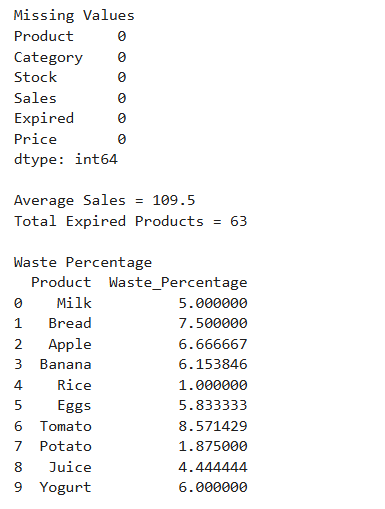 Missing Values
Product     0
Category    0
Stock       0
Sales       0
Expired     0
Price       0
dtype: int64

Average Sales = 109.5
Total Expired Products = 63

Waste Percentage
  Product  Waste_Percentage
0    Milk          5.000000
1   Bread          7.500000
2   Apple          6.666667
3  Banana          6.153846
4    Rice          1.000000
5    Eggs          5.833333
6  Tomato          8.571429
7  Potato          1.875000
8   Juice          4.444444
9  Yogurt          6.000000